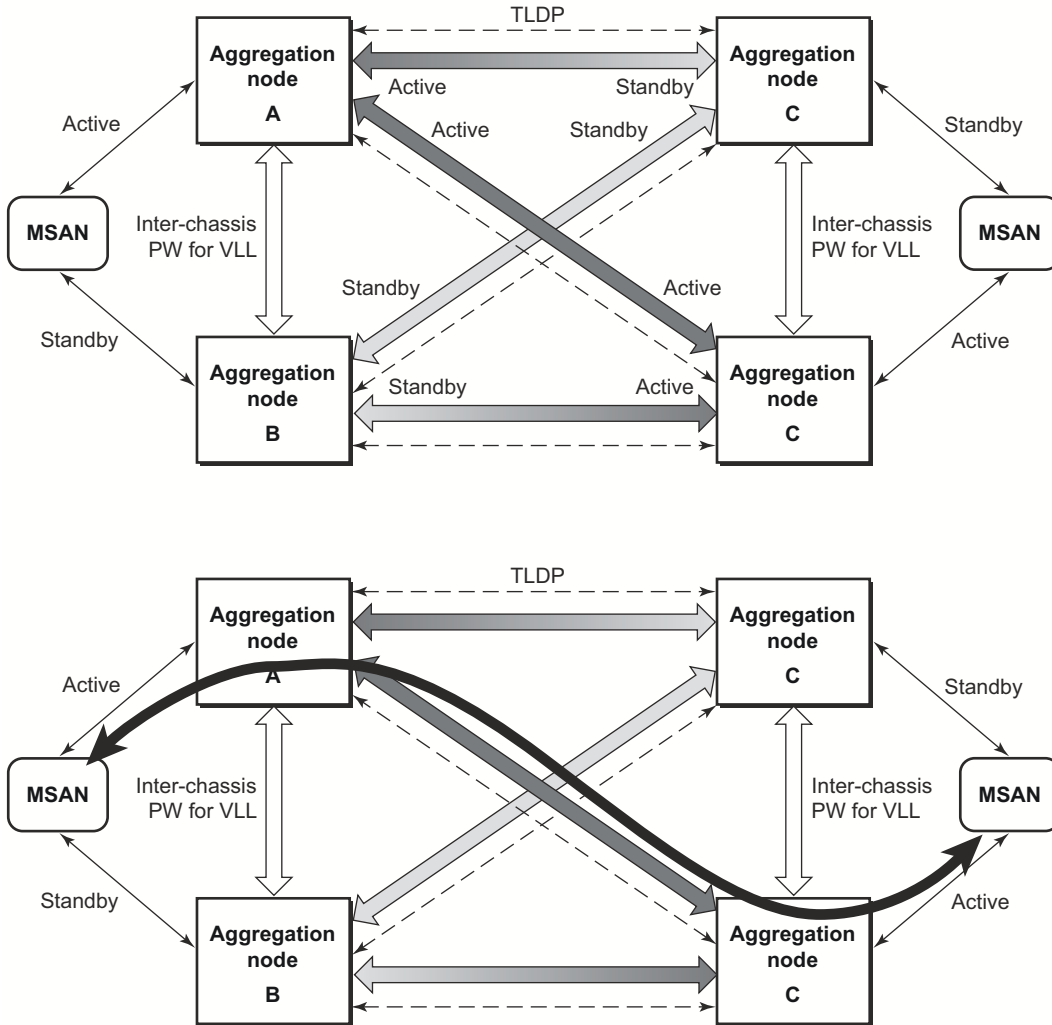 TLDP
Aggregation
node
A
Aggregation
node
C
Active
Standby
Active
Standby
Active
Standby
MSAN
Inter-chassis
PW for VLL
Inter-chassis
PW for VLL
MSAN
Standby
Active
Standby
Active
Standby
Active
Aggregation
node
B
Aggregation
node
C
TLDP
Aggregation
node
A
Aggregation
node
C
Active
Standby
MSAN
Inter-chassis
PW for VLL
Inter-chassis
PW for VLL
MSAN
Standby
Active
Aggregation
node
B
Aggregation
node
C